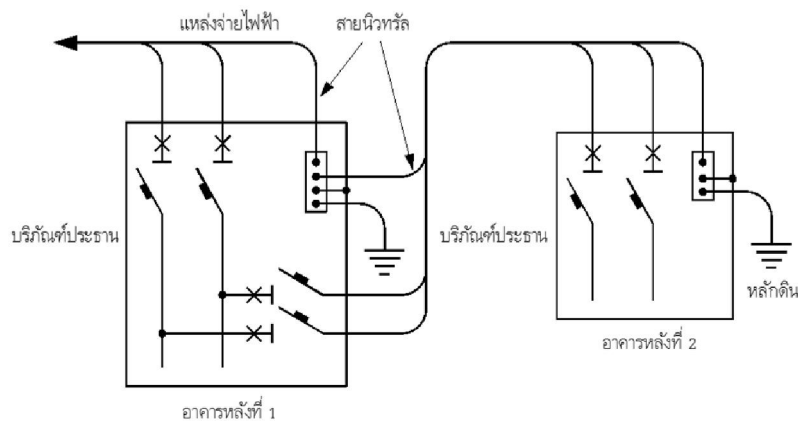 แหล่งจ่ายไฟฟ้า
สายนิวทรัล
บริภัณฑ์ประธาน
บริภัณฑ์ประธาน
หลักดิน
อาคารหลังที่ 2
อาคารหลังที่ 1